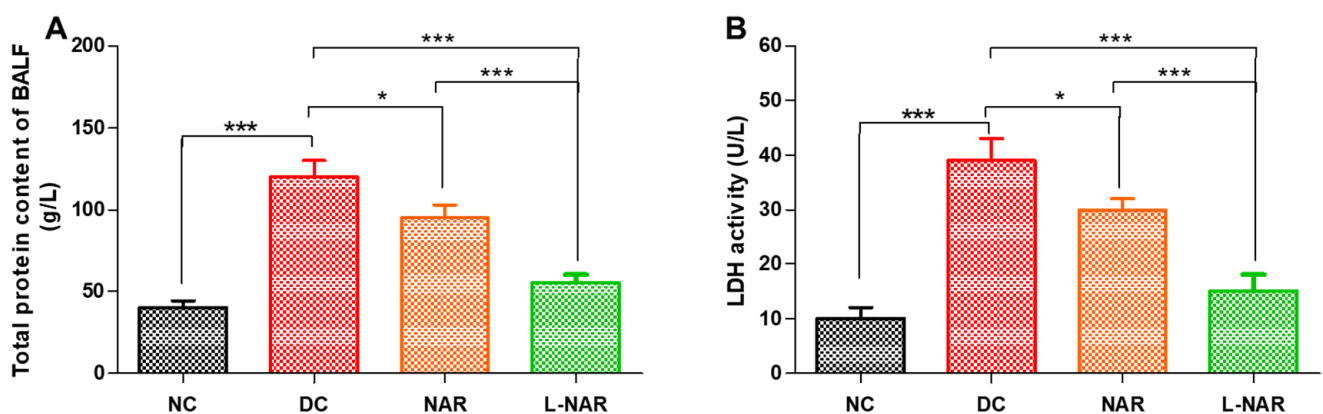 A
Total protein content of BALF
(g/L)
200
150
100
50
0
***
***
*
***
NC DC NAR L-NAR
B
LDH activity (U/L)
60
50
40
30
20
10
0
***
***
*
***
NC DC NAR L-NAR